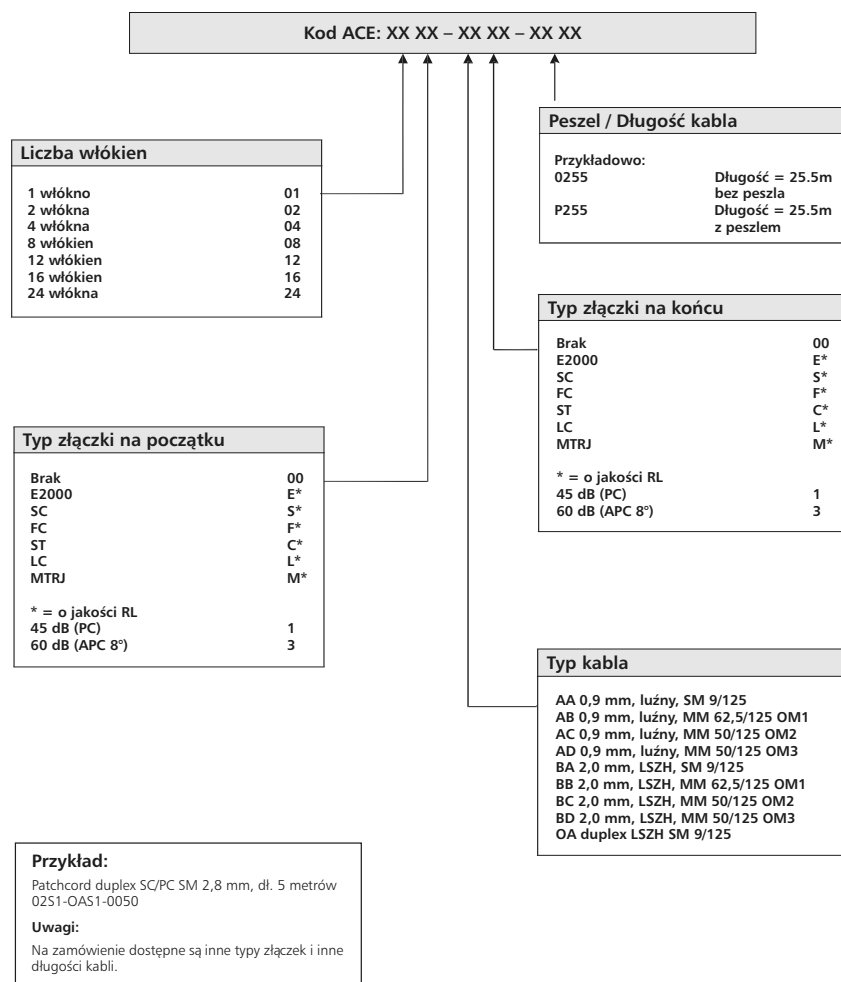 Kod ACE: XX XX – XX XX – XX XX
Liczba włókien
1 włókno 01
2 włókna 02
4 włókna 04
8 włókien 08
12 włókien 12
16 włókien 16
24 włókna 24
Peszel / Długość kabla
Przykładowo:
0255 Długość = 25.5m
bez peszla
P255 Długość = 25.5m
z peszlem
Typ złączki na końcu
Brak 00
E2000 E*
SC S*
FC F*
ST C*
LC L*
MTRJ M*
* = o jakości RL
45 dB (PC) 1
60 dB (APC 8°) 3
Typ złączki na początku
Brak 00
E2000 E*
SC S*
FC F*
ST C*
LC L*
MTRJ M*
* = o jakości RL
45 dB (PC) 1
60 dB (APC 8°) 3
Typ kabla
AA 0,9 mm, luźny, SM 9/125
AB 0,9 mm, luźny, MM 62,5/125 OM1
AC 0,9 mm, luźny, MM 50/125 OM2
AD 0,9 mm, luźny, MM 50/125 OM3
BA 2,0 mm, LSZH, SM 9/125
BB 2,0 mm, LSZH, MM 62,5/125 OM1
BC 2,0 mm, LSZH, MM 50/125 OM2
BD 2,0 mm, LSZH, MM 50/125 OM3
OA duplex LSZH SM 9/125
Przykład:
Patchcord duplex SC/PC SM 2,8 mm, dł. 5 metrów
02S1-OAS1-0050
Uwagi:
Na zamówienie dostępne są inne typy złączek i inne
długości kabli.